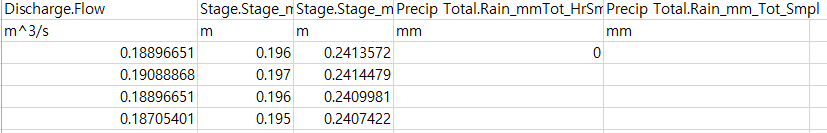 Discharge.Flow Stage.Stage_m Stage.Stage_m Precip Total.Rain_mmTot_HrSm Precip Total.Rain_mm_Tot_Smpl
m^3/s m m mm mm
0.18896651 0.196 0.2413572 0
0.19088868 0.197 0.2414479
0.18896651 0.196 0.2409981
0.18705401 0.195 0.2407422